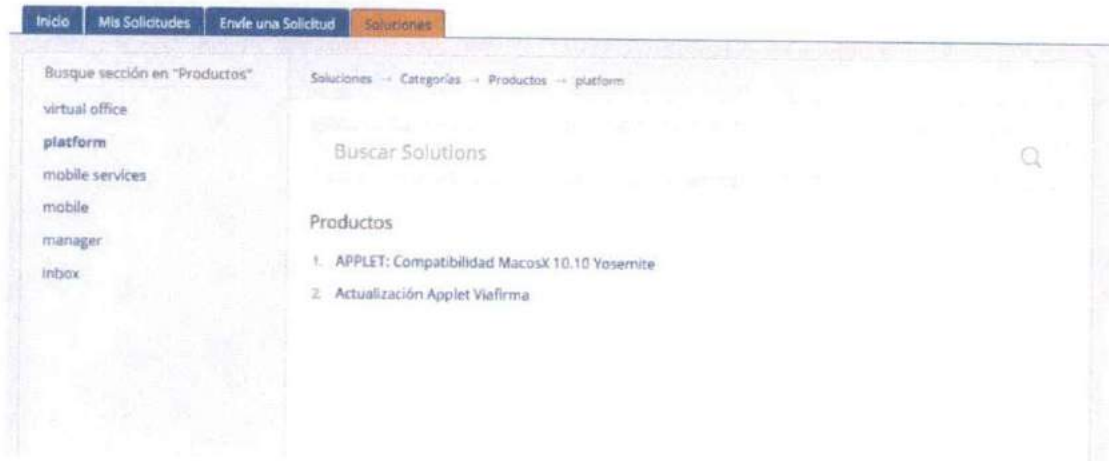 Inicio Mis Solicitudes Envíe una Solicitud Soluciones
Busque sección en "Productos"
virtual office
platform
mobile services
mobile
manager
inbox
Soluciones → Categorías → Productos → platform
Buscar Solutions
Productos
1. APPLET: Compatibilidad MacosX 10.10 Yosemite
2. Actualización Applet Viafirma